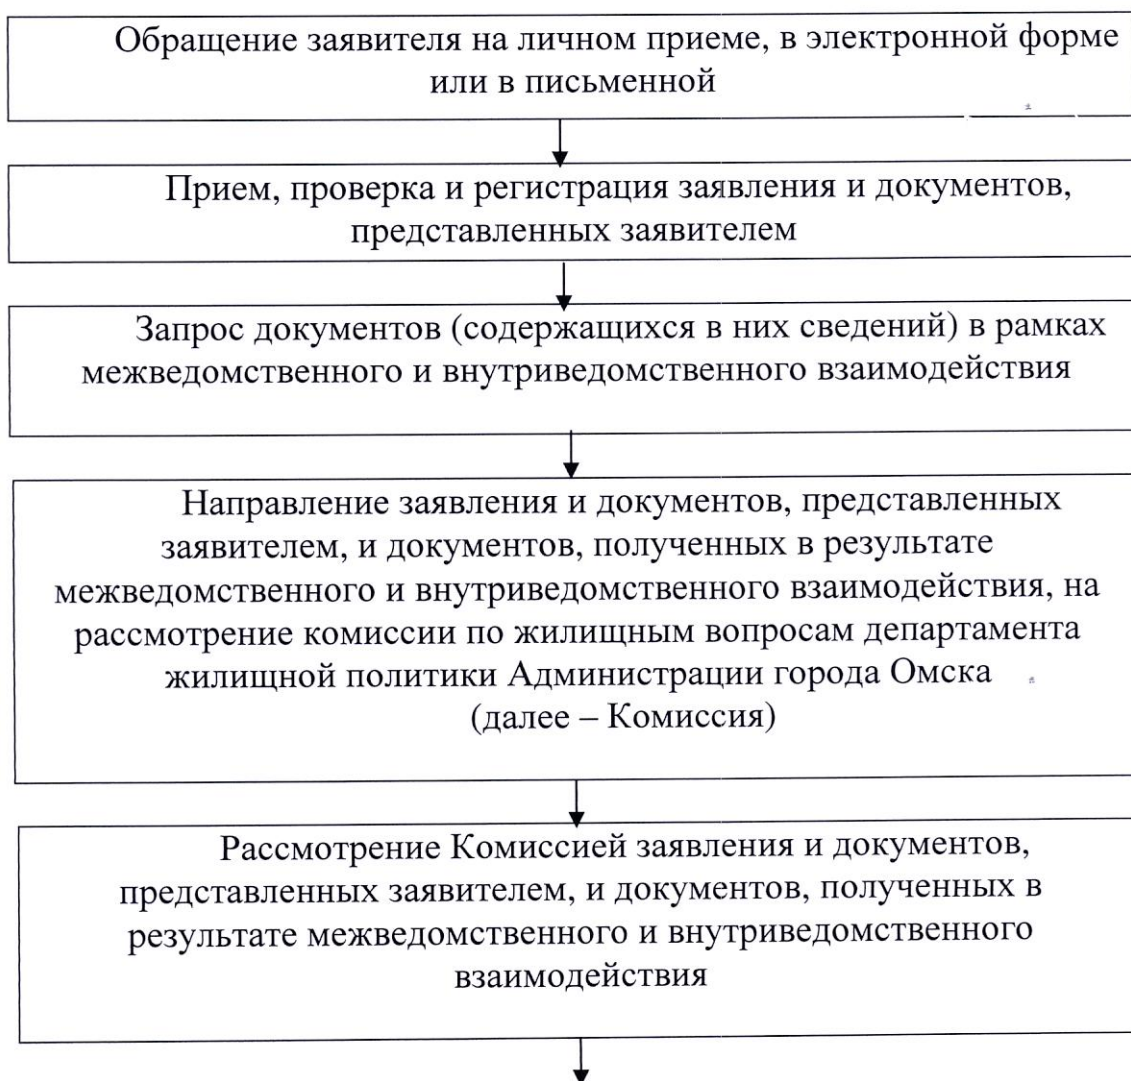 Обращение заявителя на личном приеме, в электронной форме
или в письменной
Прием, проверка и регистрация заявления и документов,
представленных заявителем
Запрос документов (содержащихся в них сведений) в рамках
межведомственного и внутриведомственного взаимодействия
Направление заявления и документов, представленных
заявителем, и документов, полученных в результате
межведомственного и внутриведомственного взаимодействия, на
рассмотрение комиссии по жилищным вопросам департамента
жилищной политики Администрации города Омска
(далее – Комиссия)
Рассмотрение Комиссией заявления и документов,
представленных заявителем, и документов, полученных в
результате межведомственного и внутриведомственного
взаимодействия